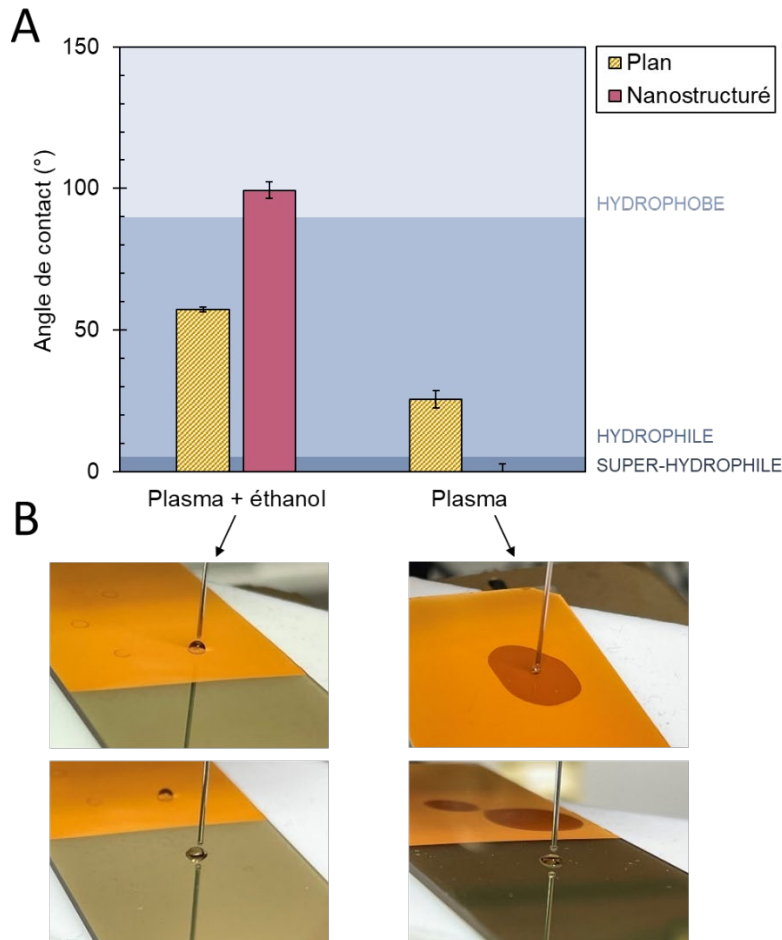 A
150
100
50
0
Angle de contact (°)
Plan
Nanostructuré
HYDROPHOBE
HYDROPHILE
SUPER-HYDROPHILE
Plasma + éthanol
Plasma
B